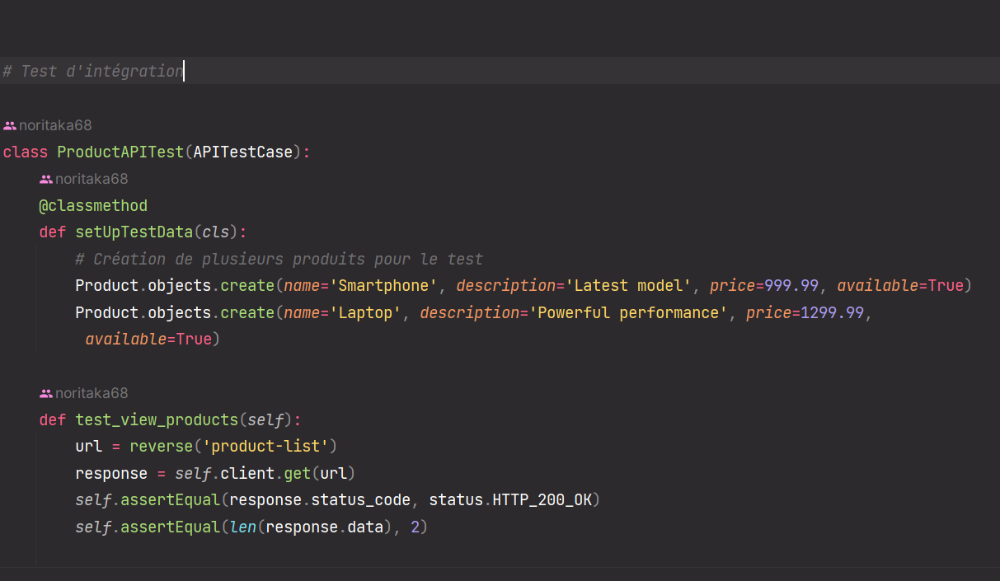 # Test d'intégration
noritaka68
class ProductAPITest(APITestCase):
noritaka68
@classmethod
def setUpTestData(cls):
# Création de plusieurs produits pour le test
Product.objects.create(name='Smartphone', description='Latest model', price=999.99, available=True)
Product.objects.create(name='Laptop', description='Powerful performance', price=1299.99,
available=True)
noritaka68
def test_view_products(self):
url = reverse('product-list')
response = self.client.get(url)
self.assertEqual(response.status_code, status.HTTP_200_OK)
self.assertEqual(len(response.data), 2)